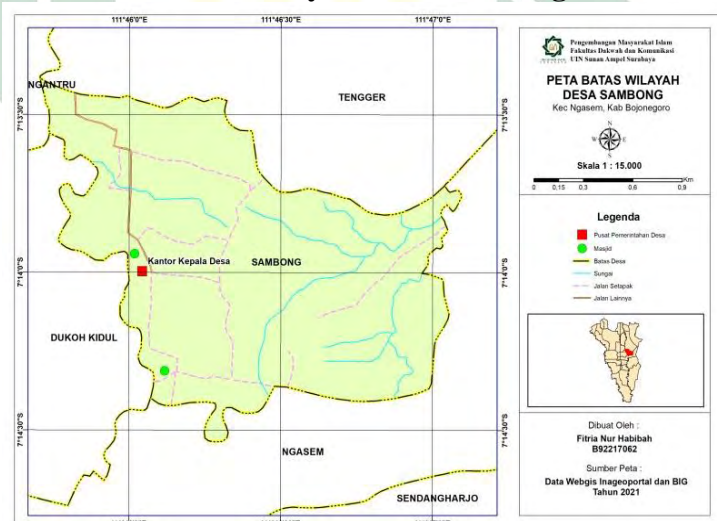 111°46'0"E
111°46'30"E
111°47'0"E
NGANTRU
TENGGER
7°13'30"S
7°13'30"S
Kantor Kepala Desa
SAMBONG
7°14'0"S
7°14'0"S
DUKOH KIDUL
7°14'30"S
7°14'30"S
NGASEM
SENDANGHARJO
Pengembangan Masyarakat Islam
Fakultas Dakwah dan Komunikasi
UIN Sunan Ampel Surabaya
PETA BATAS WILAYAH
DESA SAMBONG
Kec Ngasem, Kab Bojonegoro
N
W
E
S
Skala 1 : 15.000
Km
0 0.15 0.3 0.6 0.9
Legenda
Pusat Pemerintahan Desa
Masjid
Batas Desa
Sungai
Jalan Setapak
Jalan Lainnya
Dibuat Oleh :
Fitria Nur Habibah
B92217062
Sumber Peta :
Data Webgis Inageoportal dan BIG
Tahun 2021